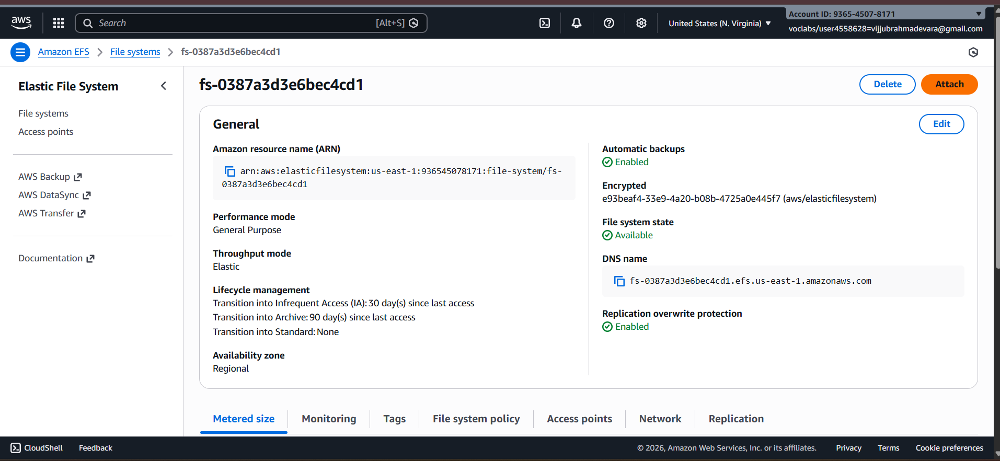 aws
Search
[Alt+S]
United States (N. Virginia)
Account ID: 9365-4507-8171
voclabs/user4558628=vijjubrahmadevara@gmail.com
Amazon EFS
File systems
fs-0387a3d3e6bec4cd1
Elastic File System
File systems
Access points
AWS Backup
AWS DataSync
AWS Transfer
Documentation
fs-0387a3d3e6bec4cd1
Delete
Attach
General
Edit
Amazon resource name (ARN)
arn:aws:elasticfilesystem:us-east-1:936545078171:file-system/fs-
0387a3d3e6bec4cd1
Performance mode
General Purpose
Throughput mode
Elastic
Lifecycle management
Transition into Infrequent Access (IA): 30 day(s) since last access
Transition into Archive: 90 day(s) since last access
Transition into Standard: None
Availability zone
Regional
Automatic backups
Enabled
Encrypted
e93beaf4-33e9-4a20-b08b-4725a0e445f7 (aws/elasticfilesystem)
File system state
Available
DNS name
fs-0387a3d3e6bec4cd1.efs.us-east-1.amazonaws.com
Replication overwrite protection
Enabled
Metered size
Monitoring
Tags
File system policy
Access points
Network
Replication
CloudShell
Feedback
© 2026, Amazon Web Services, Inc. or its affiliates.
Privacy
Terms
Cookie preferences